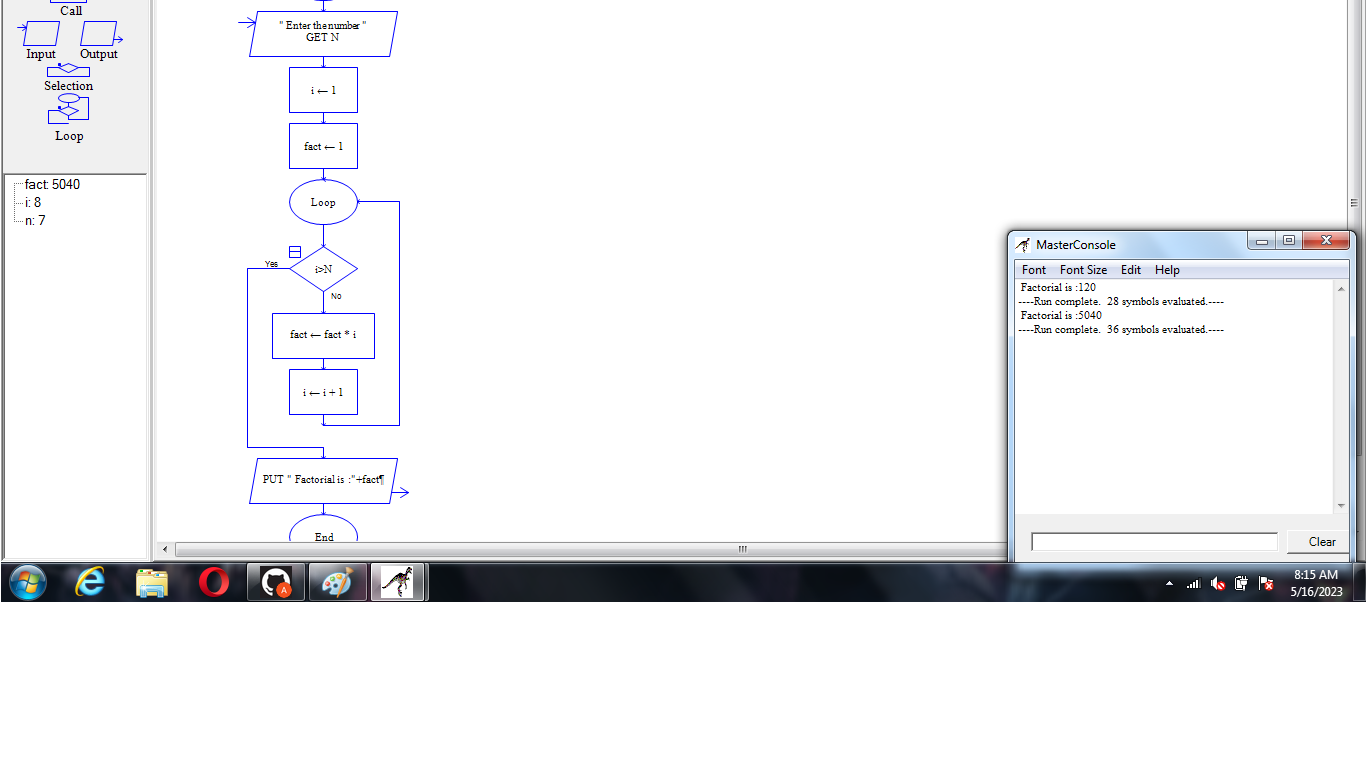 Call
Input Output
Selection
Loop
fact: 5040
i: 8
n: 7
" Enter the number "
GET N
i ← 1
fact ← 1
Loop
Yes
i>N
No
fact ← fact * i
i ← i + 1
PUT " Factorial is :"+fact¶
End
MasterConsole
Font Font Size Edit Help
Factorial is :120
----Run complete. 28 symbols evaluated.----
Factorial is :5040
----Run complete. 36 symbols evaluated.----
Clear
A
8:15 AM
5/16/2023